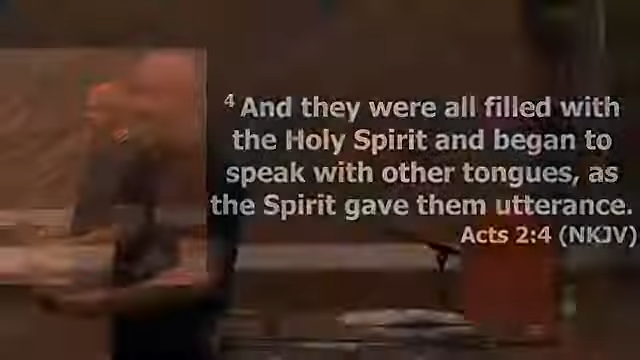 4 And they were all filled with
the Holy Spirit and began to
speak with other tongues, as
the Spirit gave them utterance.
Acts 2:4 (NKJV)